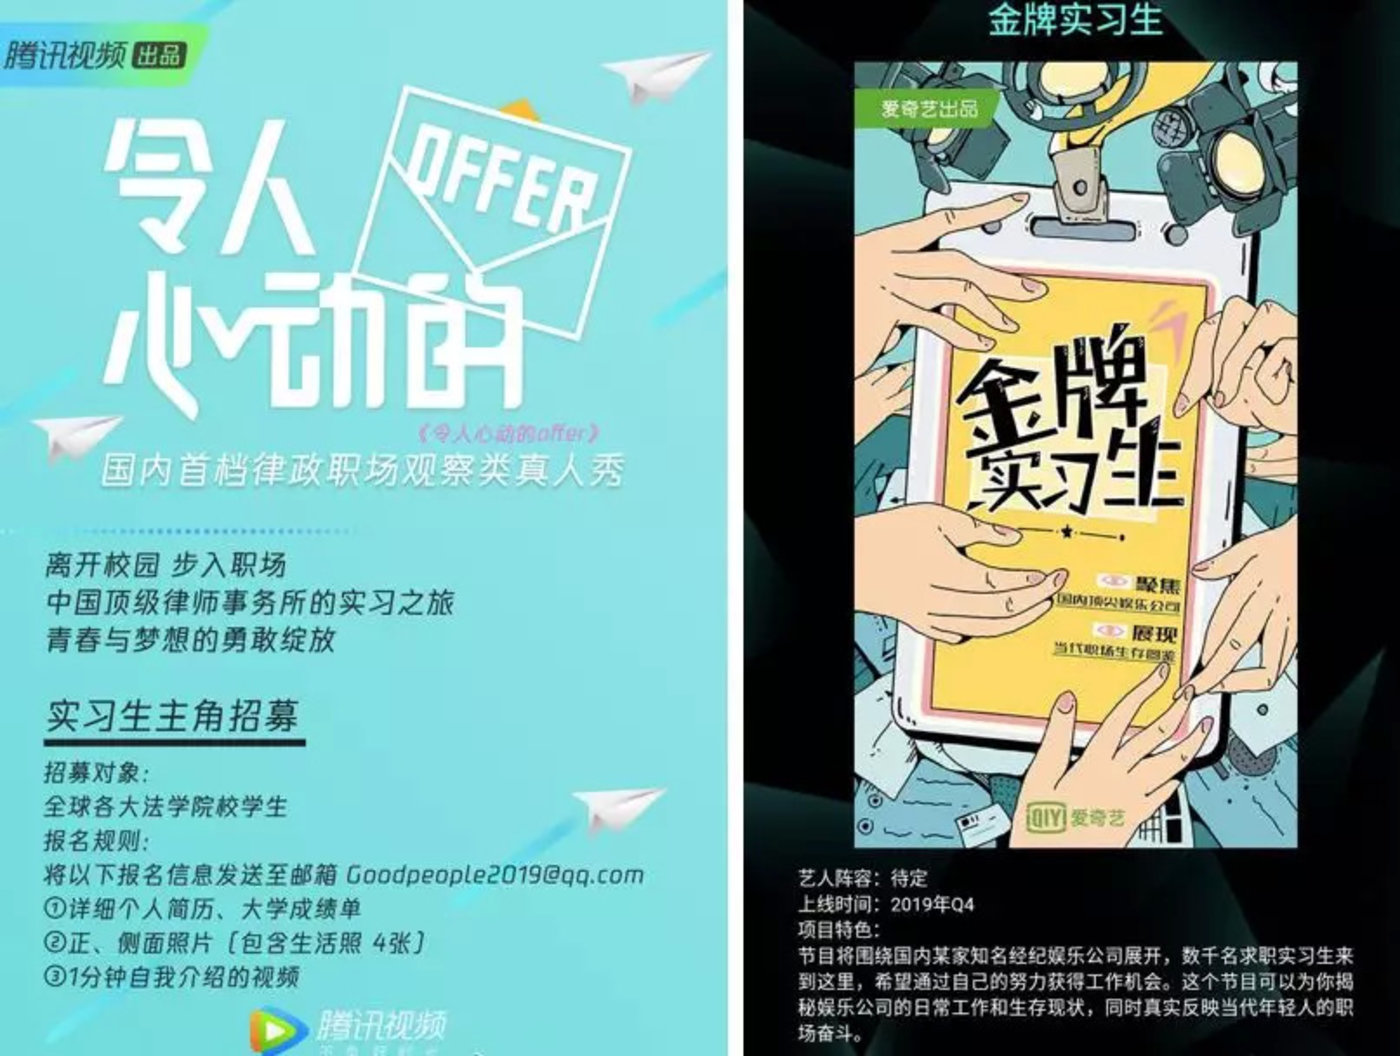 腾讯视频 出品
令人
OFFER
心动的
《令人心动的offer》
国内首档律政职场观察类真人秀
离开校园 步入职场
中国顶级律师事务所的实习之旅
青春与梦想的勇敢绽放
实习生主角招募
招募对象:
全球各大法学院校学生
报名规则:
将以下报名信息发送至邮箱 Goodpeople2019@qq.com
①详细个人简历、大学成绩单
②正、侧面照片〔包含生活照 4张〕
③1分钟自我介绍的视频
腾讯视频
金牌实习生
爱奇艺出品
金牌
实习生
聚焦
国内顶尖娱乐公司
展现
当代职场生存图鉴
QIY 爱奇艺
艺人阵容：待定
上线时间：2019年Q4
项目特色：
节目将围绕国内某家知名经纪娱乐公司展开，数千名求职实习生来
到这里，希望通过自己的努力获得工作机会。这个节目可以为你揭
秘娱乐公司的日常工作和生存现状，同时真实反映当代年轻人的职
场奋斗。